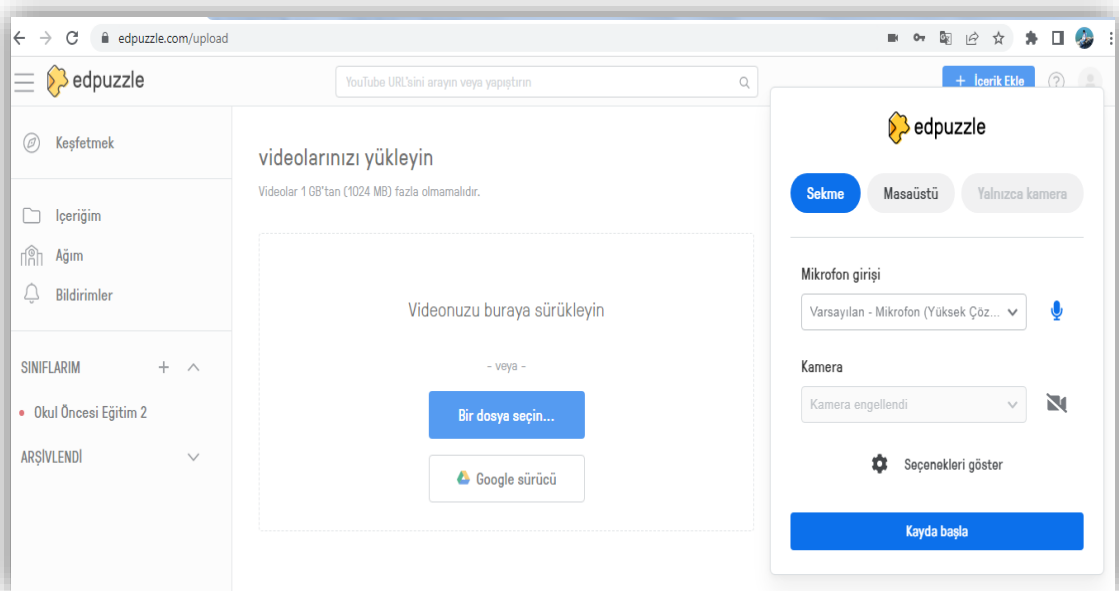 edpuzzle.com/upload
edpuzzle
YouTube URL'sini arayın veya yapıştırın
+ İcerik Ekle
Keşfetmek
İçeriğim
Ağım
Bildirimler
SINIFLARIM
Okul Öncesi Eğitim 2
ARŞİVLENDİ
videolarınızı yükleyin
Videolar 1 GB'tan (1024 MB) fazla olmamalıdır.
Videonuzu buraya sürükleyin
- veya -
Bir dosya seçin...
Google sürücü
edpuzzle
Sekme
Masaüstü
Yalnızca kamera
Mikrofon girişi
Varsayılan - Mikrofon (Yüksek Çöz...
Kamera
Kamera engellendi
Seçenekleri göster
Kayda başla